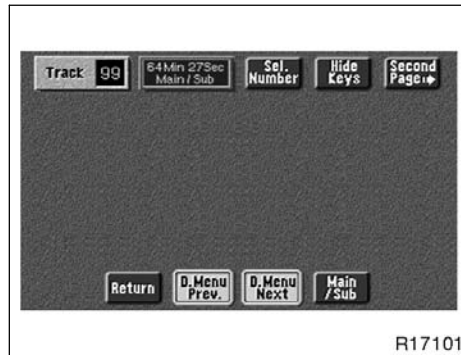 Track 99
64Min 27Sec
Main / Sub
Sel.
Number
Hide
Keys
Second
Page
Return
D.Menu
Prev.
D.Menu
Next
Main
/Sub
R17101